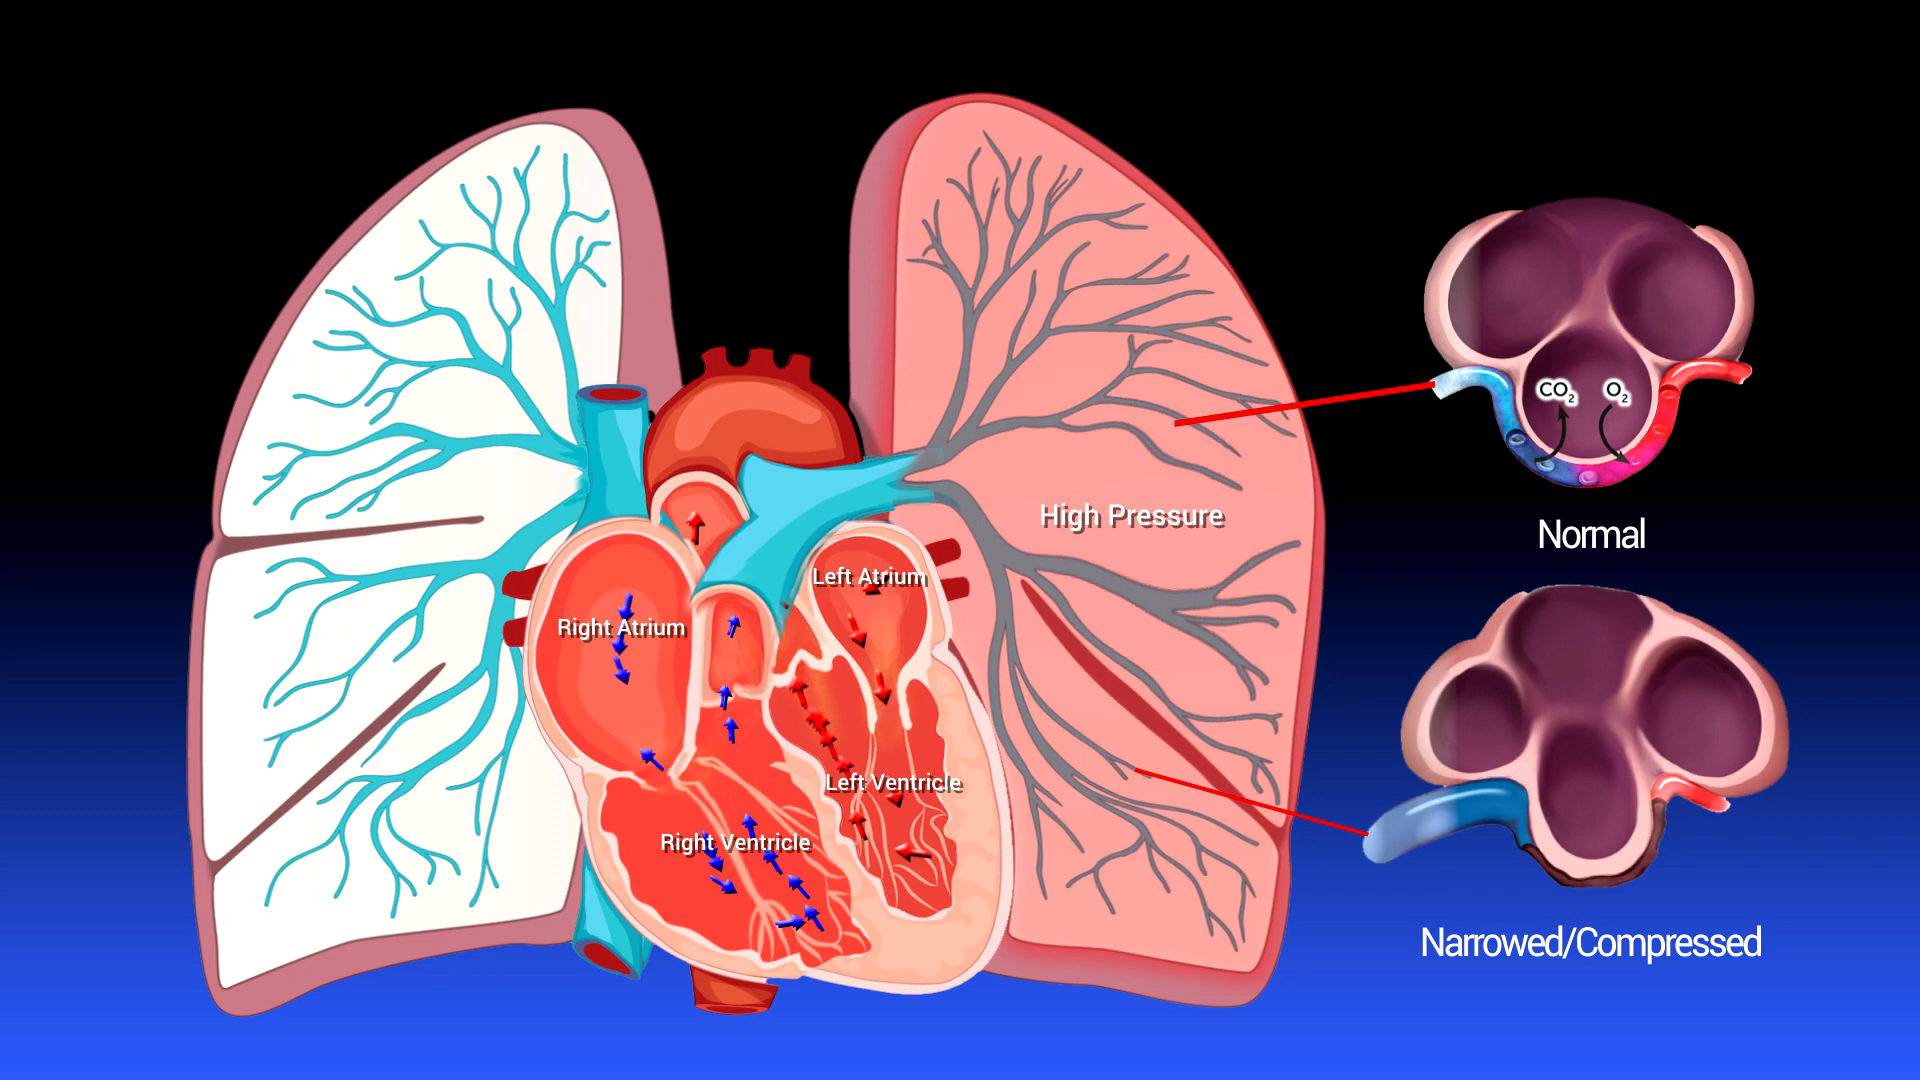 CO2
O2
High Pressure
Normal
Left Atrium
Right Atrium
Left Ventricle
Right Ventricle
Narrowed/Compressed